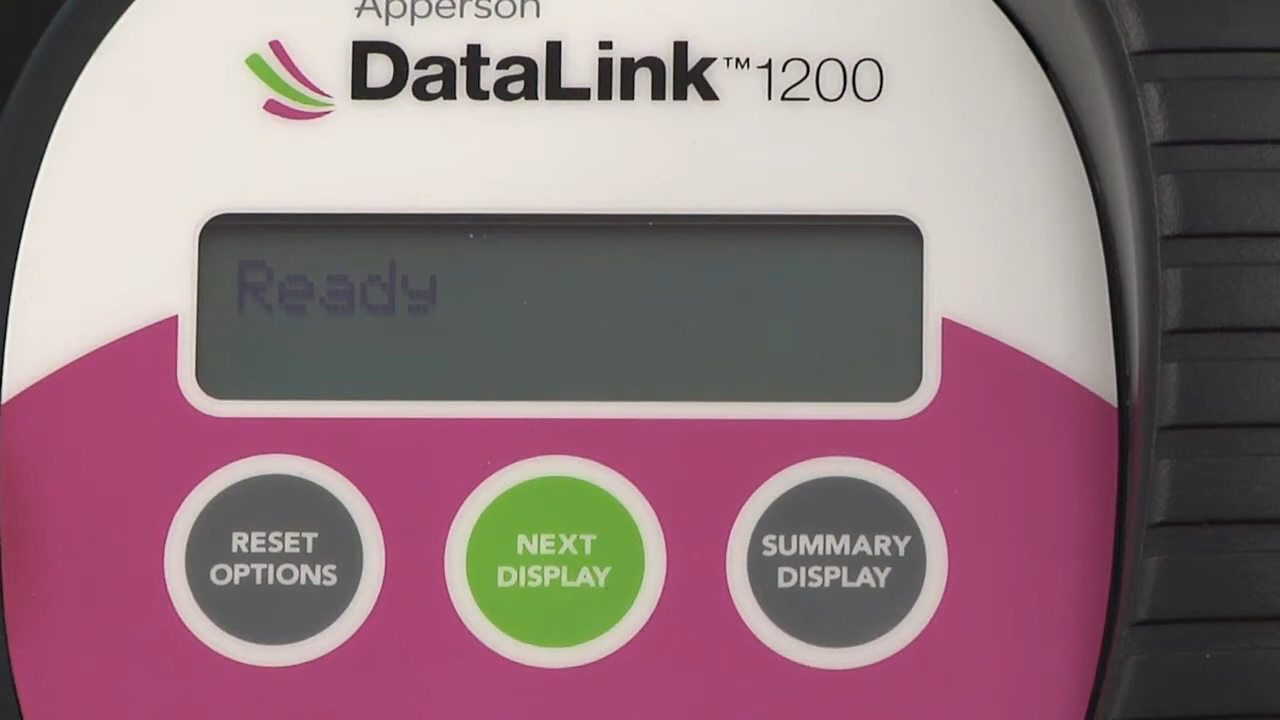 Apperson
DataLink™1200
Ready
RESET
OPTIONS
NEXT
DISPLAY
SUMMARY
DISPLAY